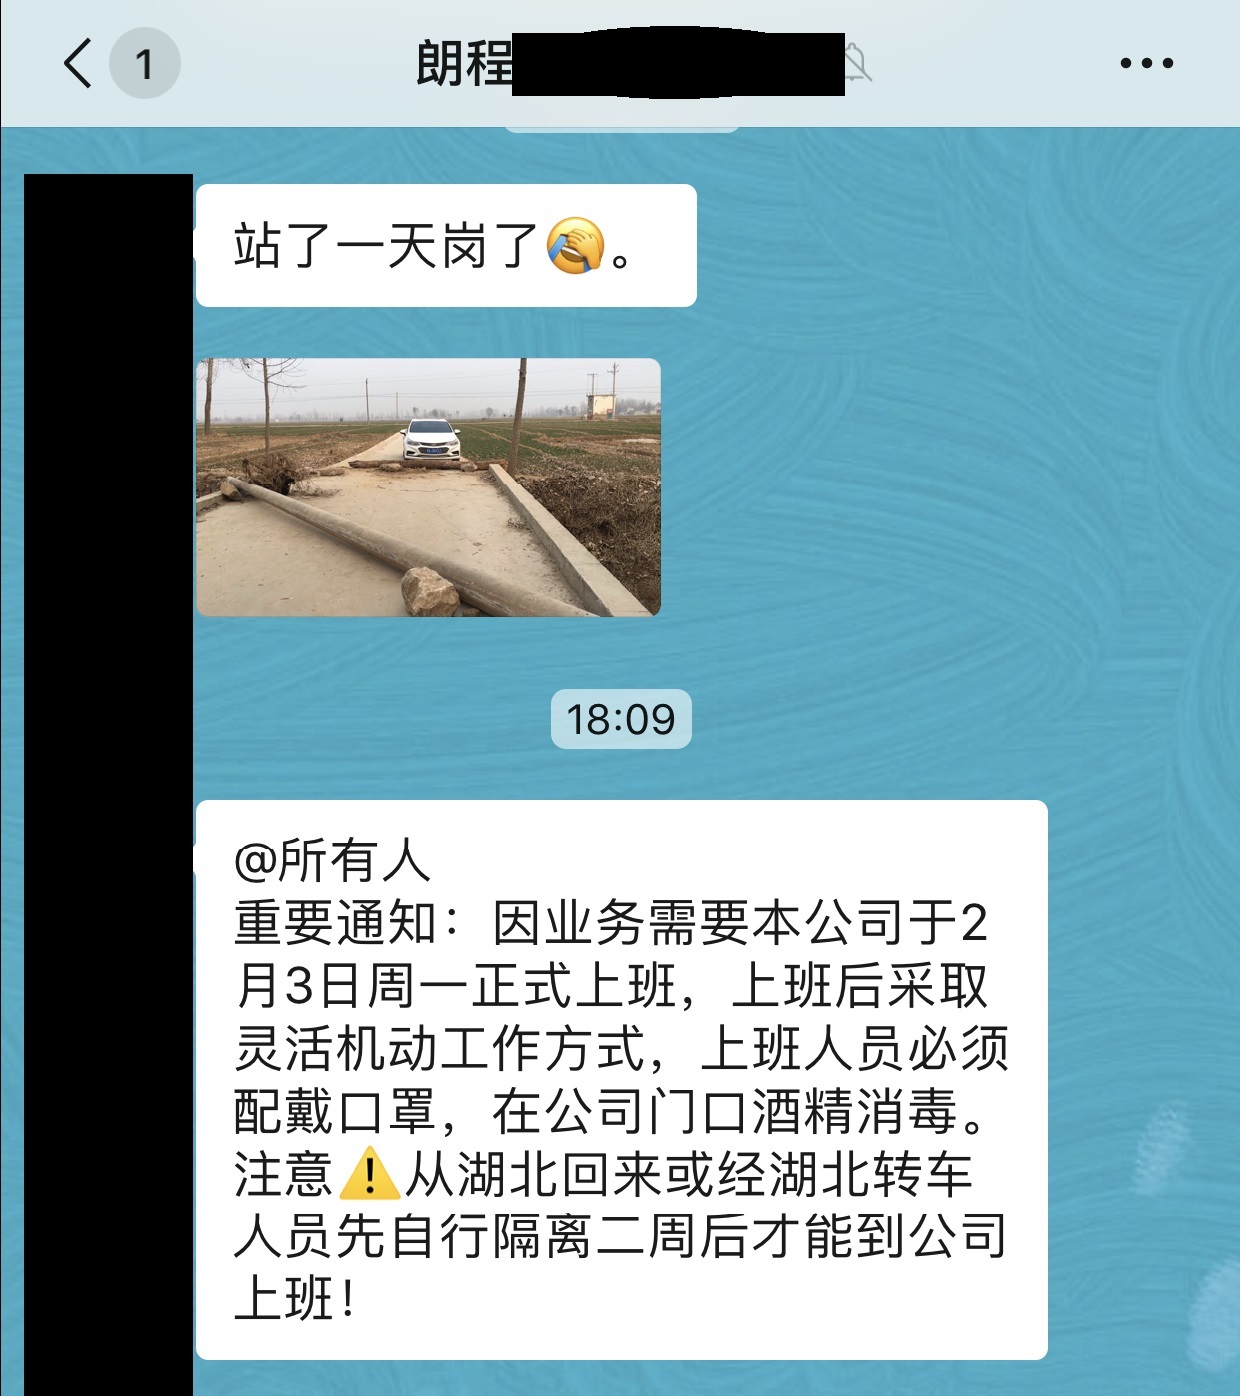 1
朗程
站了一天岗了🤦。
18:09
@所有人
重要通知：因业务需要本公司于2
月3日周一正式上班，上班后采取
灵活机动工作方式，上班人员必须
配戴口罩，在公司门口酒精消毒。
注意⚠️从湖北回来或经湖北转车
人员先自行隔离二周后才能到公司
上班！